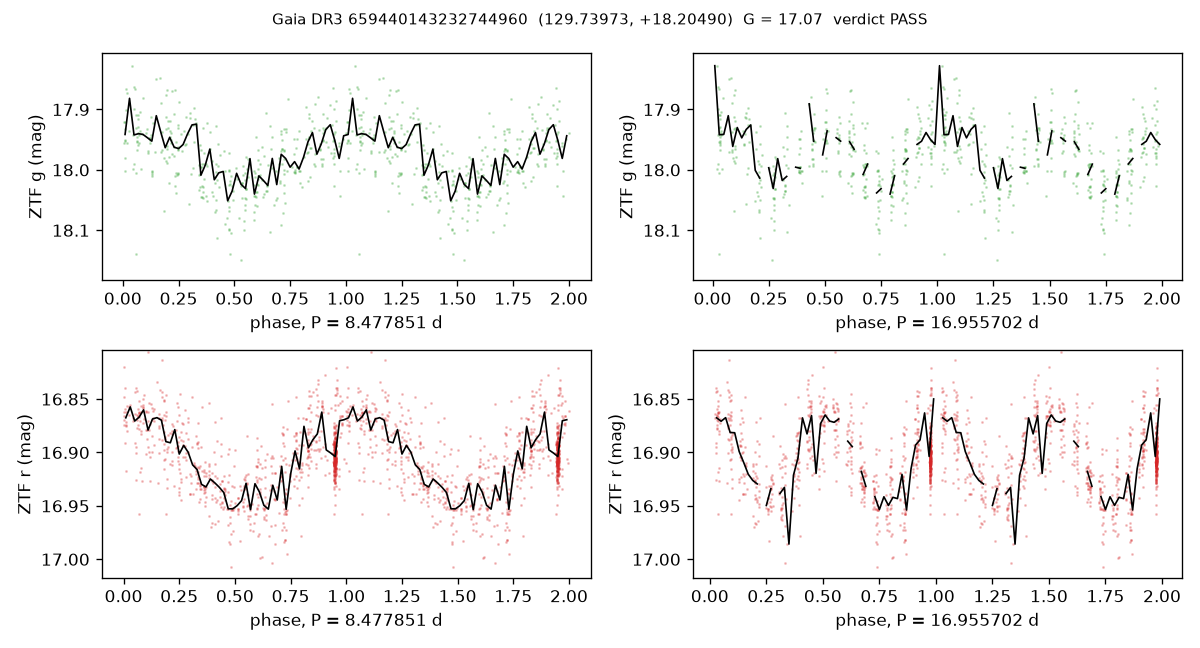 Gaia DR3 659440143232744960 (129.73973, +18.20490) G = 17.07 verdict PASS
ZTF g (mag)
17.9
18.0
18.1
0.00 0.25 0.50 0.75 1.00 1.25 1.50 1.75 2.00
phase, P = 8.477851 d
ZTF g (mag)
17.9
18.0
18.1
0.00 0.25 0.50 0.75 1.00 1.25 1.50 1.75 2.00
phase, P = 16.955702 d
ZTF r (mag)
16.85
16.90
16.95
17.00
0.00 0.25 0.50 0.75 1.00 1.25 1.50 1.75 2.00
phase, P = 8.477851 d
ZTF r (mag)
16.85
16.90
16.95
17.00
0.00 0.25 0.50 0.75 1.00 1.25 1.50 1.75 2.00
phase, P = 16.955702 d